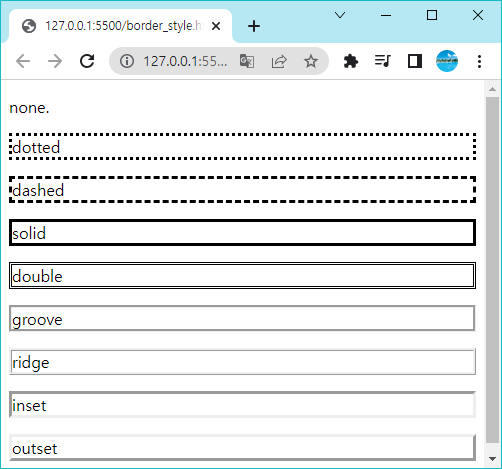 127.0.0.1:5500/border_style.h
127.0.0.1:55...
none.
dotted
dashed
solid
double
groove
ridge
inset
outset